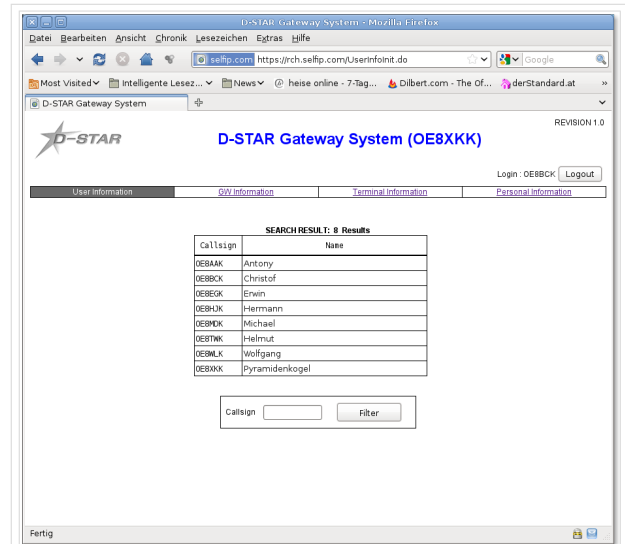 D-STAR Gateway System - Mozilla Firefox
Datei Bearbeiten Ansicht Chronik Lesezeichen Extras Hilfe
selfip.com https://rch.selfip.com/UserInfoInit.do Google
Most Visited Intelligente Lesez... News heise online - 7-Tag... Dilbert.com - The Of... derStandard.at »
D-STAR Gateway System
REVISION 1.0
D-STAR
D-STAR Gateway System (OE8XKK)
Login : OE8BCK Logout
User Information GW Information Terminal Information Personal Information
SEARCH RESULT: 8 Results
Callsign Name
OE8AAK Antony
OE8BCK Christof
OE8EGK Erwin
OE8HJK Hermann
OE8MDK Michael
OE8TWK Helmut
OE8WLK Wolfgang
OE8XKK Pyramidenkogel
Callsign Filter
Fertig